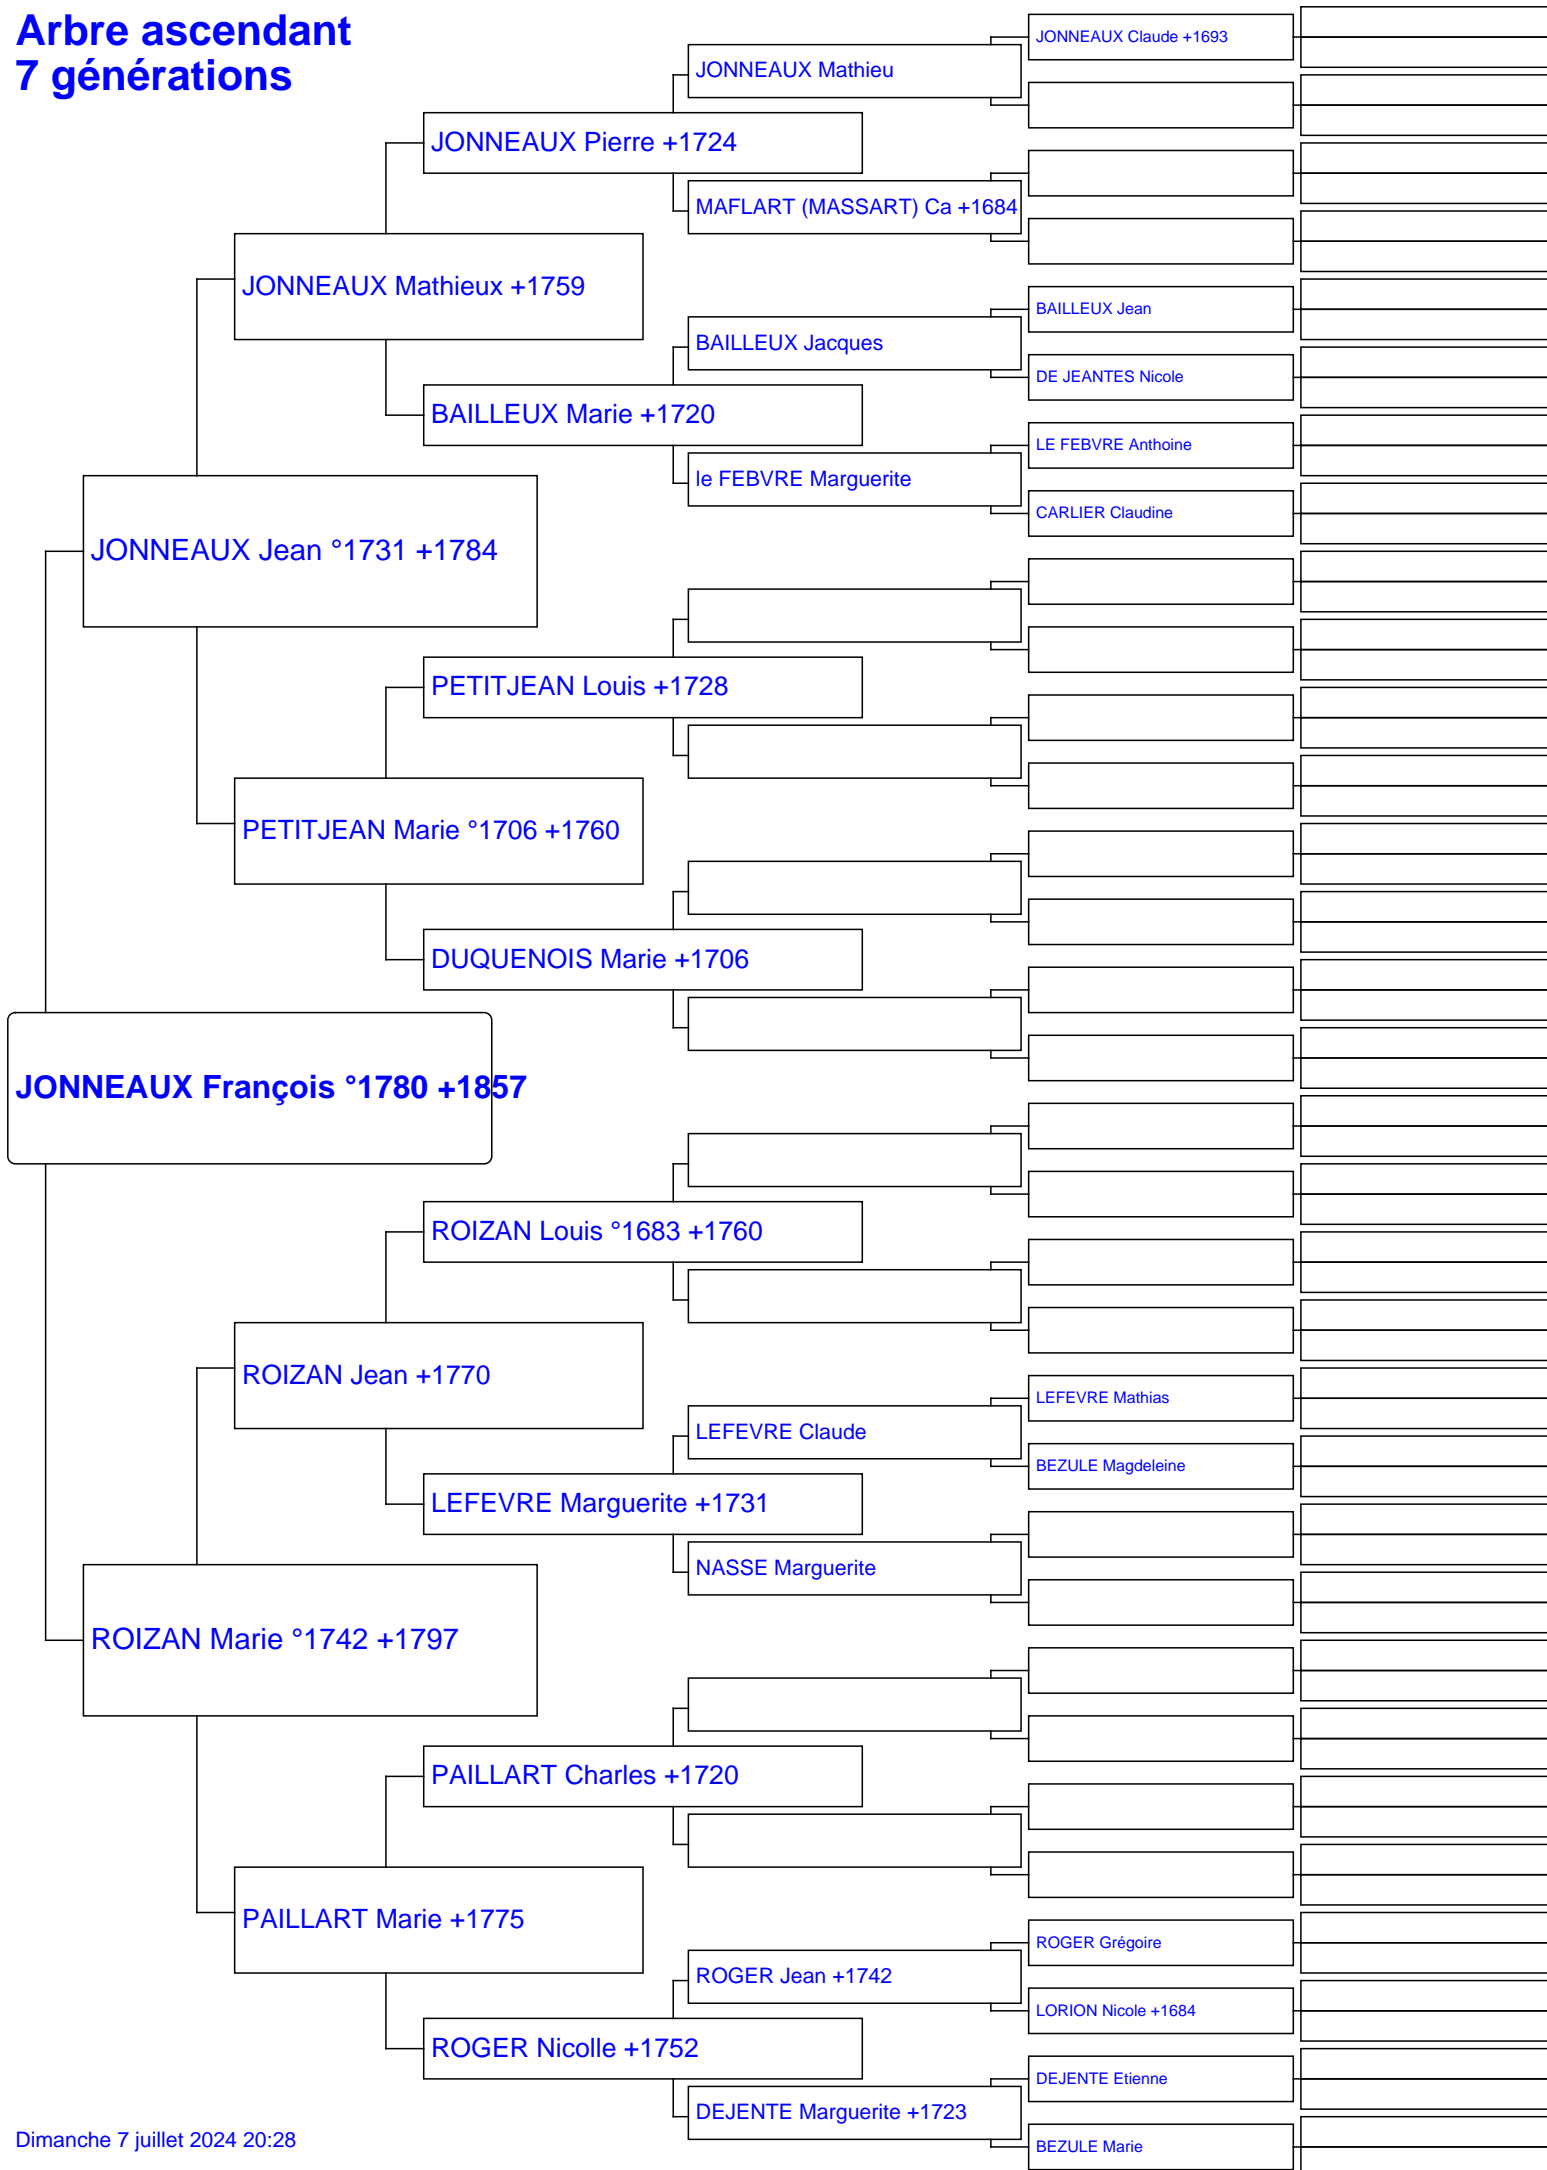 Arbre ascendant
7 générations
JONNEAUX Claude +1693
JONNEAUX Mathieu
JONNEAUX Pierre +1724
MAFLART (MASSART) Ca +1684
JONNEAUX Mathieux +1759
BAILLEUX Jean
BAILLEUX Jacques
DE JEANTES Nicole
BAILLEUX Marie +1720
LE FEBVRE Anthoine
le FEBVRE Marguerite
CARLIER Claudine
JONNEAUX Jean °1731 +1784
PETITJEAN Louis +1728
PETITJEAN Marie °1706 +1760
DUQUENOIS Marie +1706
JONNEAUX François °1780 +1857
ROIZAN Louis °1683 +1760
ROIZAN Jean +1770
LEFEVRE Mathias
LEFEVRE Claude
BEZULE Magdeleine
LEFEVRE Marguerite +1731
NASSE Marguerite
ROIZAN Marie °1742 +1797
PAILLART Charles +1720
PAILLART Marie +1775
ROGER Grégoire
ROGER Jean +1742
LORION Nicole +1684
ROGER Nicolle +1752
DEJENTE Etienne
DEJENTE Marguerite +1723
BEZULE Marie
Dimanche 7 juillet 2024 20:28